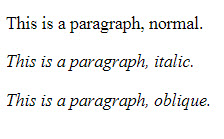 This is a paragraph, normal.
This is a paragraph, italic.
This is a paragraph, oblique.